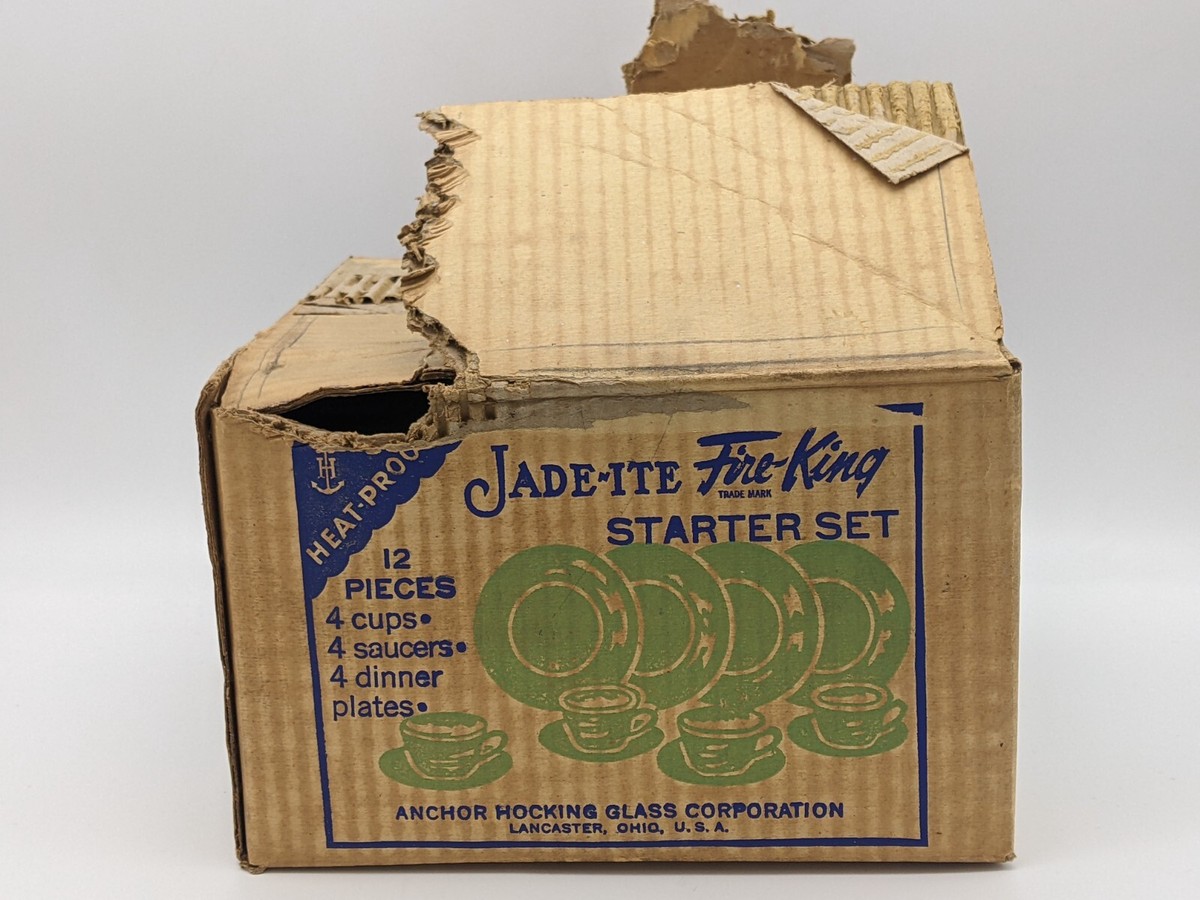 H
HEAT-PROO
JADE-ITE Fire-King
TRADE MARK
STARTER SET
12
PIECES
4 cups•
4 saucers•
4 dinner
plates•
ANCHOR HOCKING GLASS CORPORATION
LANCASTER, OHIO, U.S.A.